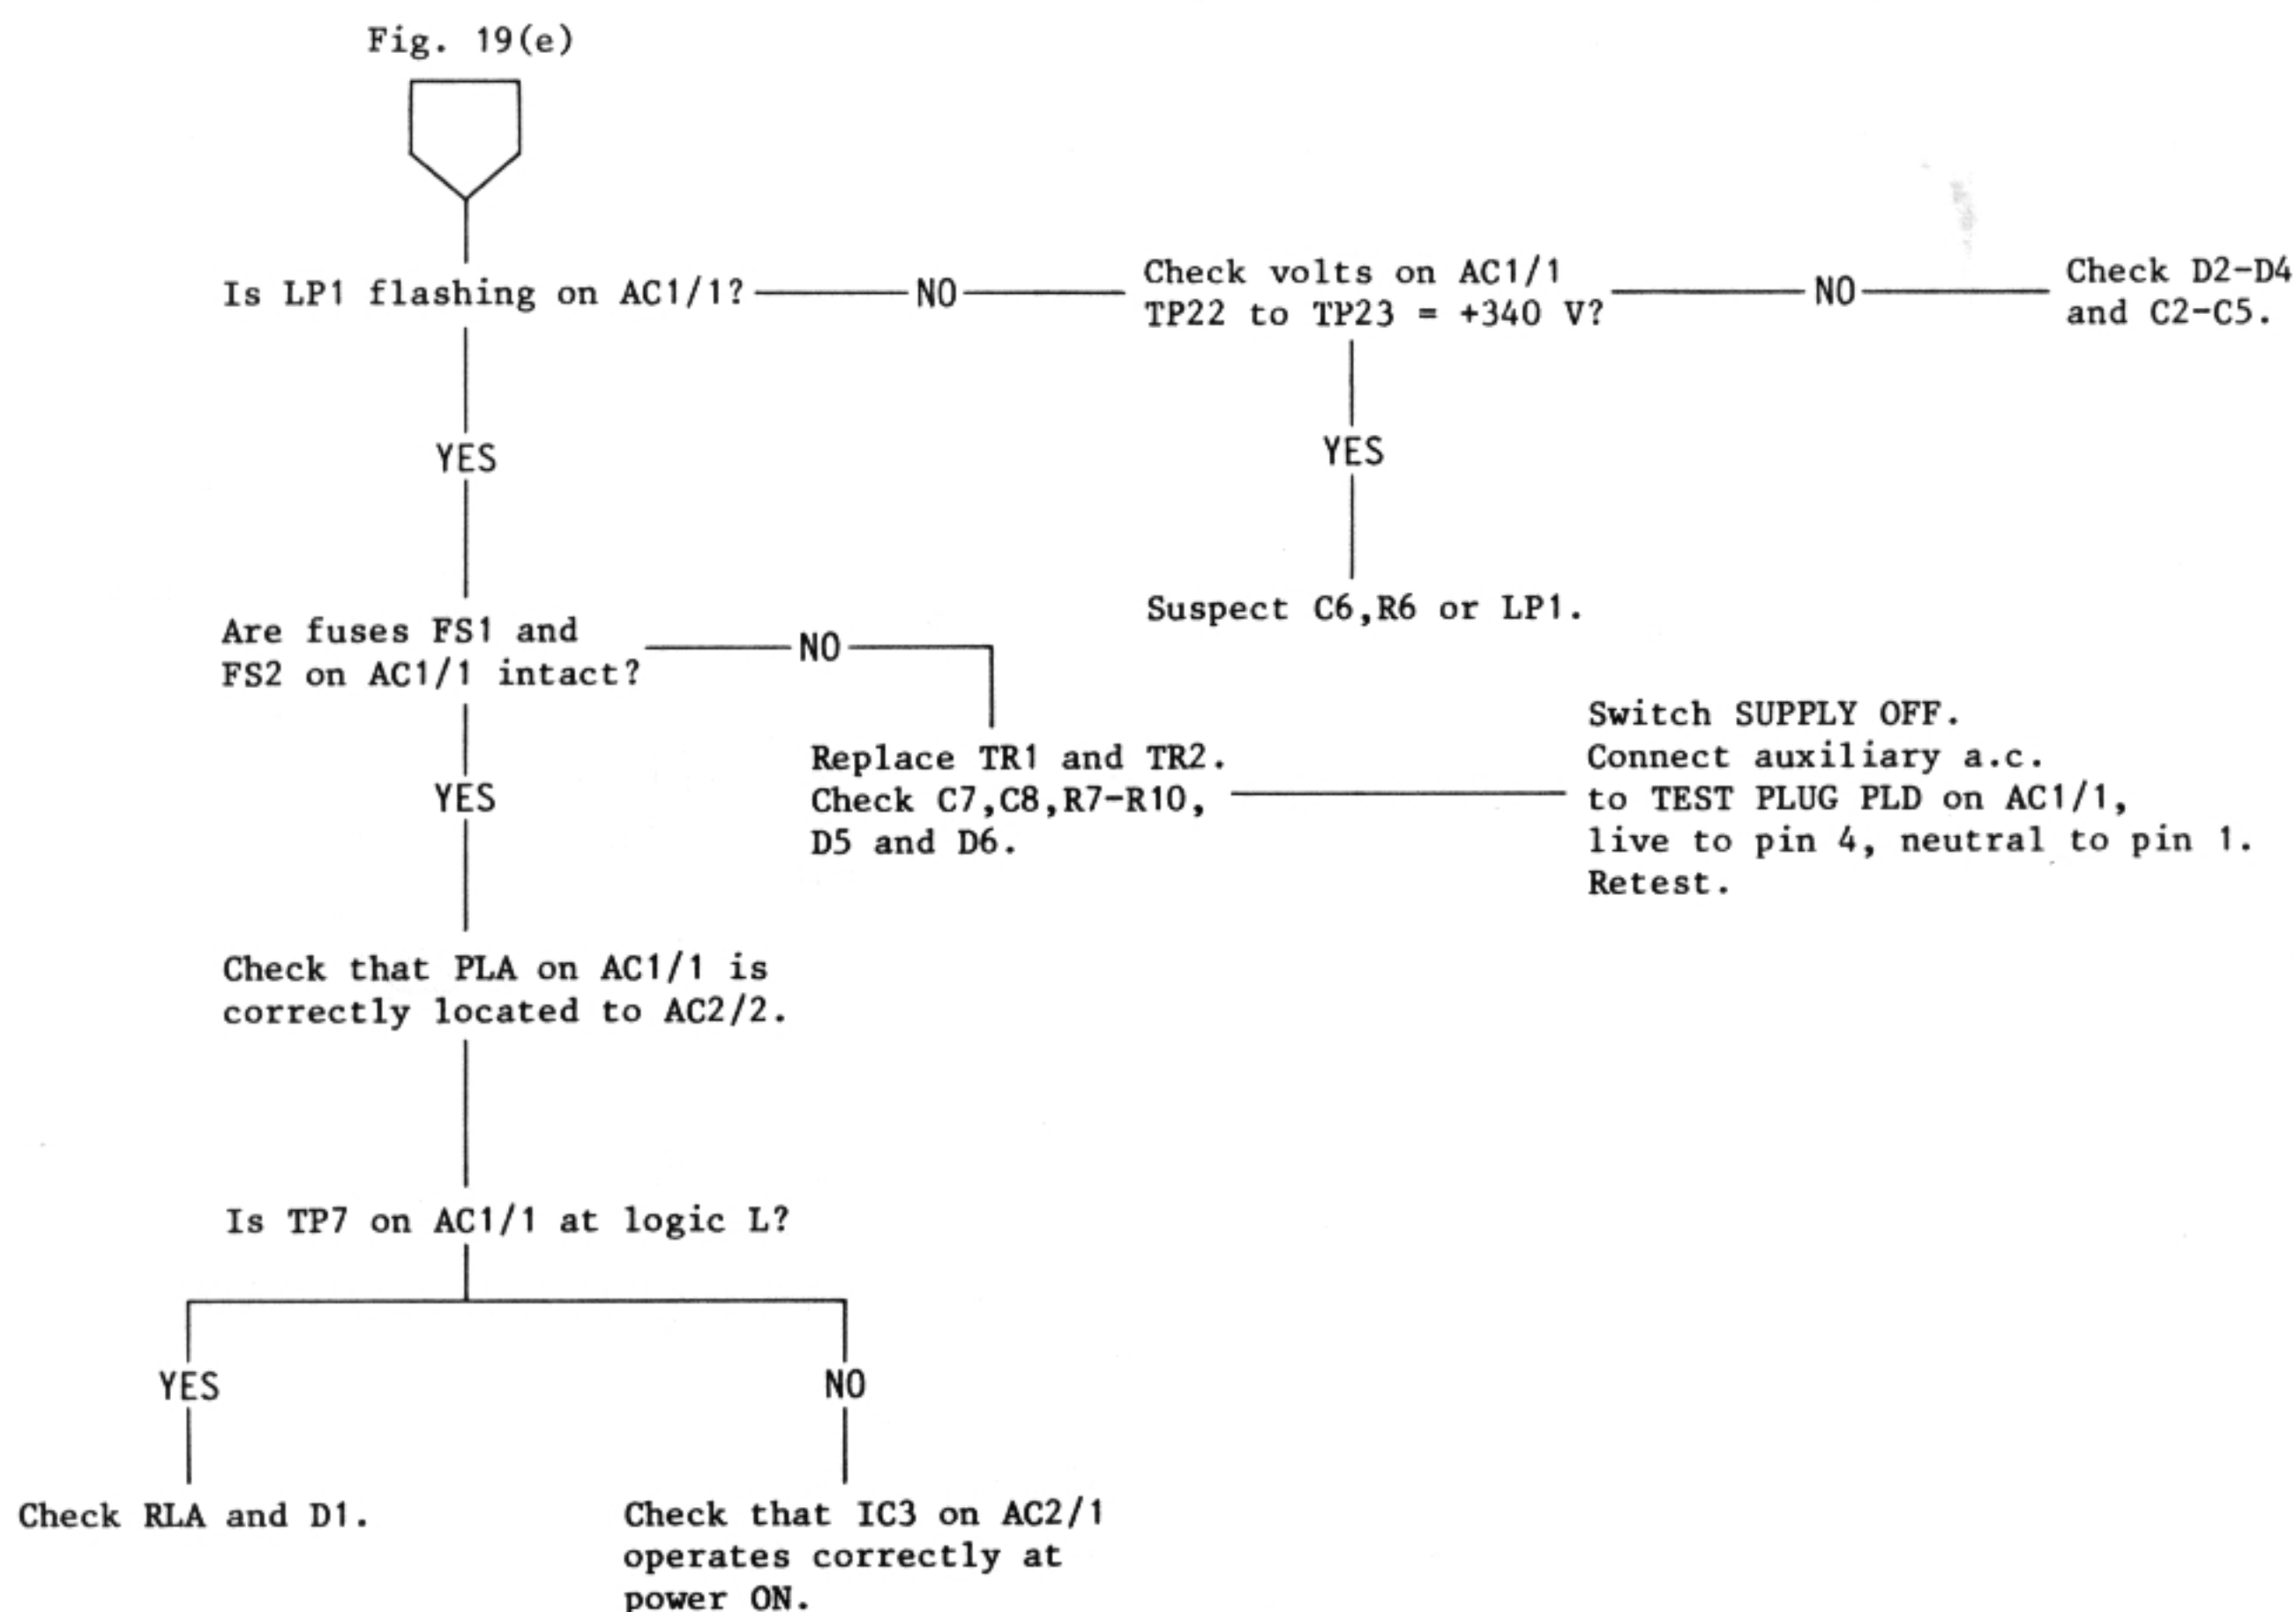 Fig. 19(e)
Is LP1 flashing on AC1/1?
NO
Check volts on AC1/1
TP22 to TP23 = +340 V?
NO
Check D2-D4
and C2-C5.
YES
YES
Suspect C6,R6 or LP1.
Are fuses FS1 and
FS2 on AC1/1 intact?
NO
Replace TR1 and TR2.
Check C7,C8,R7-R10,
D5 and D6.
Switch SUPPLY OFF.
Connect auxiliary a.c.
to TEST PLUG PLD on AC1/1,
live to pin 4, neutral to pin 1.
Retest.
YES
Check that PLA on AC1/1 is
correctly located to AC2/2.
Is TP7 on AC1/1 at logic L?
YES
NO
Check RLA and D1.
Check that IC3 on AC2/1
operates correctly at
power ON.